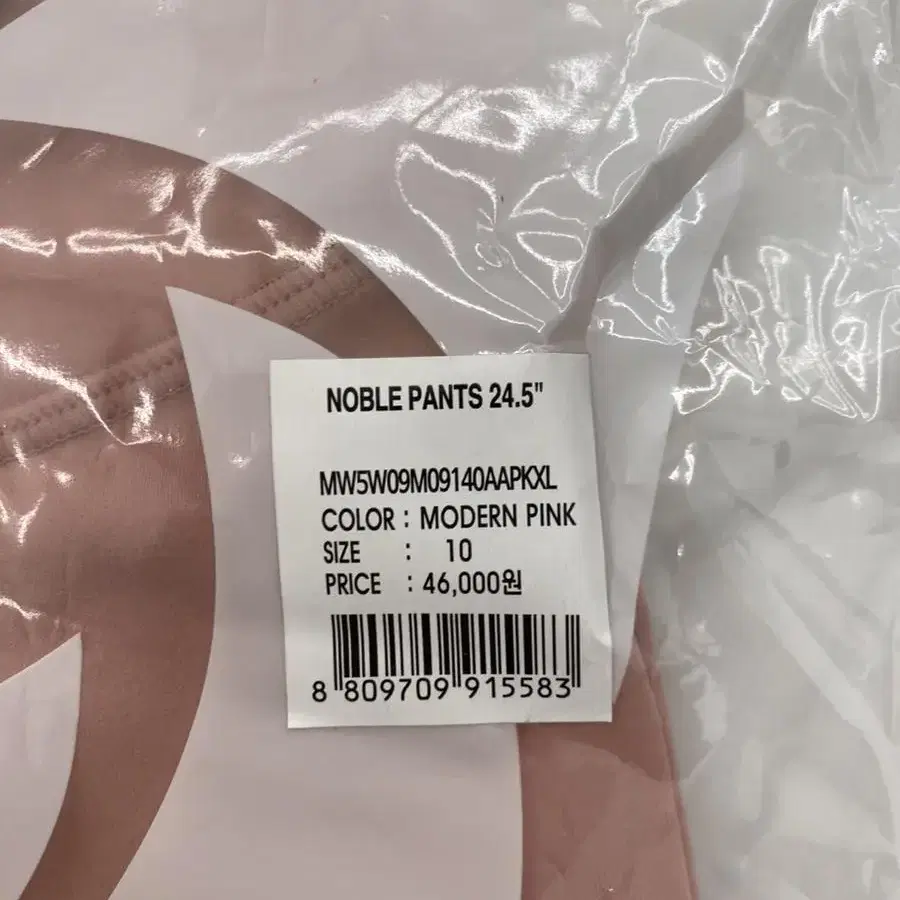 NOBLE PANTS 24.5"
MW5W09M09140AAPKXL
COLOR : MODERN PINK
SIZE : 10
PRICE : 46,000원
8 809709 915583